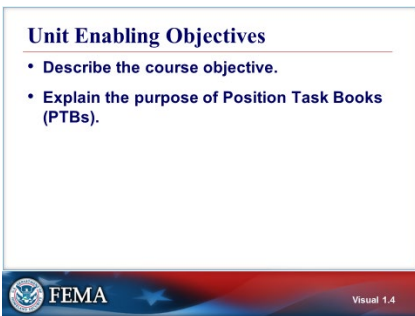 Unit Enabling Objectives
• Describe the course objective.
• Explain the purpose of Position Task Books
(PTBs).
FEMA
Visual 1.4